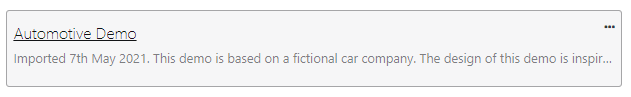 Automotive Demo
Imported 7th May 2021. This demo is based on a fictional car company. The design of this demo is inspir...